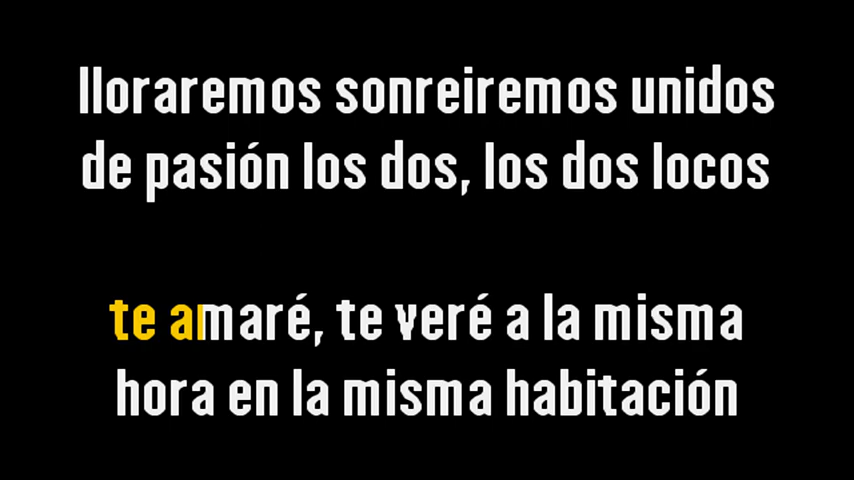 lloraremos sonreiremos unidos
de pasión los dos, los dos locos
te amaré, te veré a la misma
hora en la misma habitación